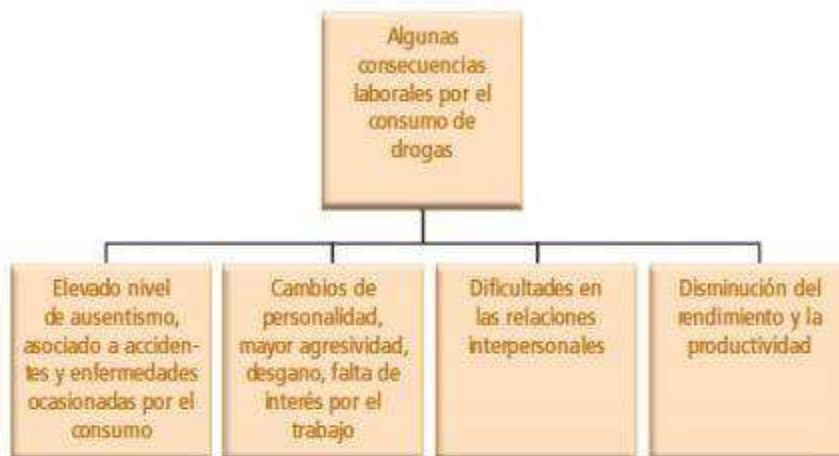 Algunas
consecuencias
laborales por el
consumo de
drogas
Elevado nivel
de ausentismo,
asociado a acciden-
tes y enfermedades
ocasionadas por el
consumo
Cambios de
personalidad,
mayor agresividad,
desgano, falta de
interés por el
trabajo
Dificultades en
las relaciones
interpersonales
Disminución del
rendimiento y la
productividad